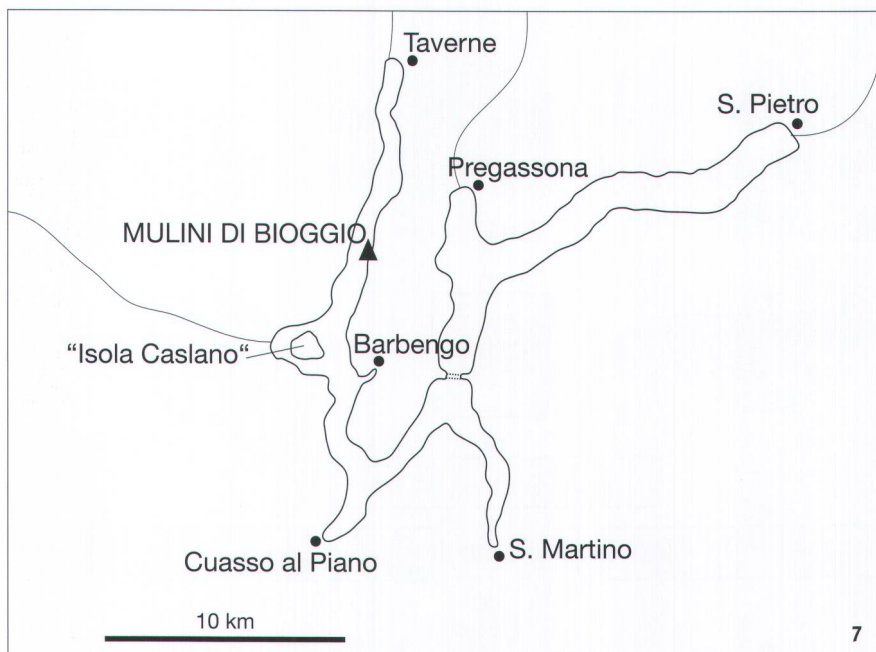 Taverne
S. Pietro
Pregassona
MULINI DI BIOGGIO
Barbengo
“Isola Caslano“
Cuasso al Piano
S. Martino
10 km
7